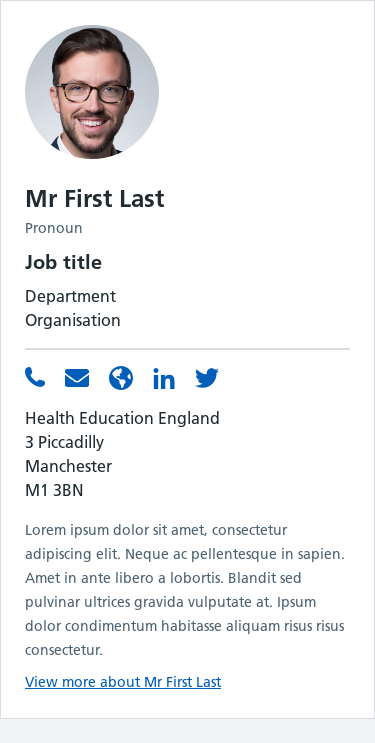 Mr First Last
Pronoun
Job title
Department
Organisation
Health Education England
3 Piccadilly
Manchester
M1 3BN
Lorem ipsum dolor sit amet, consectetur
adipiscing elit. Neque ac pellentesque in sapien.
Amet in ante libero a lobortis. Blandit sed
pulvinar ultrices gravida vulputate at. Ipsum
dolor condimentum habitasse aliquam risus risus
consectetur.
View more about Mr First Last